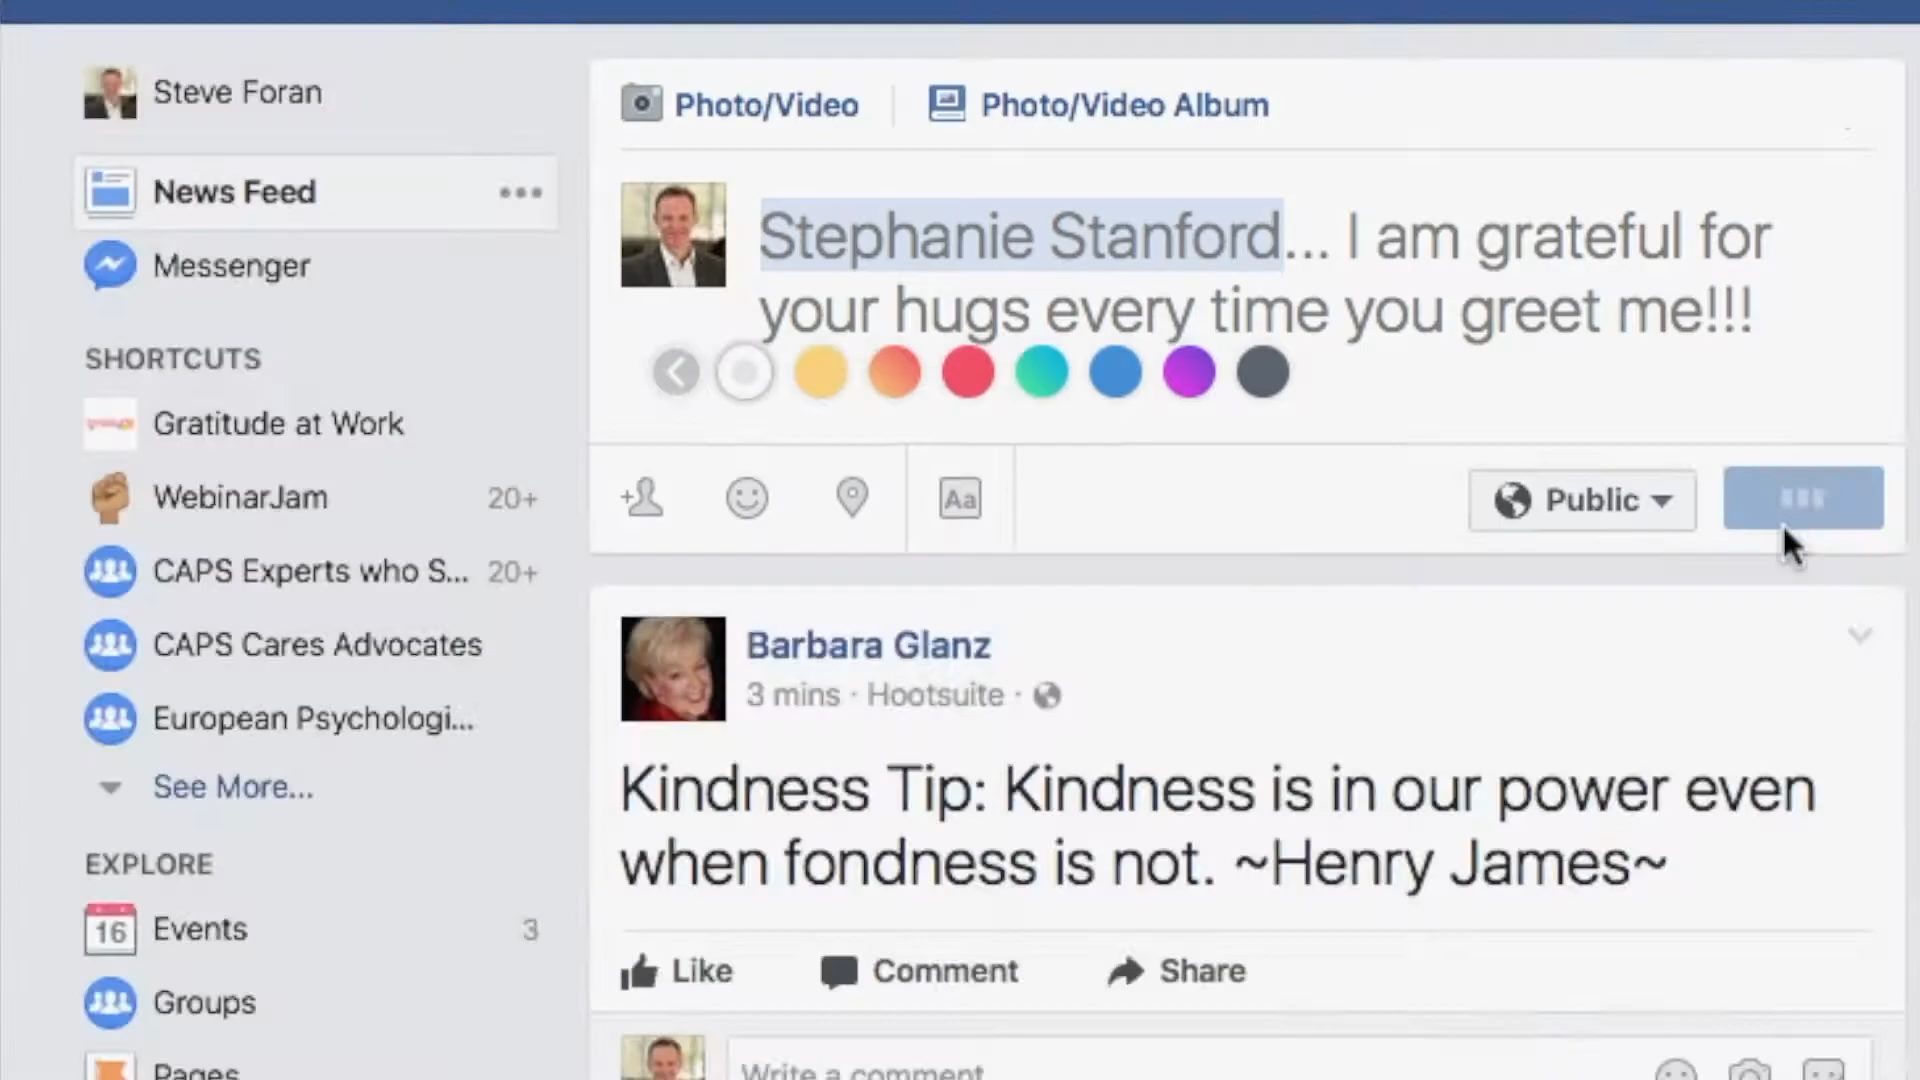 Steve Foran
News Feed
Messenger
SHORTCUTS
Gratitude at Work
WebinarJam 20+
CAPS Experts who S... 20+
CAPS Cares Advocates
European Psychologi...
See More...
EXPLORE
16 Events 3
Groups
Pages
Photo/Video Photo/Video Album
Stephanie Stanford... I am grateful for
your hugs every time you greet me!!!
Aa Public
Barbara Glanz
3 mins · Hootsuite ·
Kindness Tip: Kindness is in our power even
when fondness is not. ~Henry James~
Like Comment Share
Write a comment